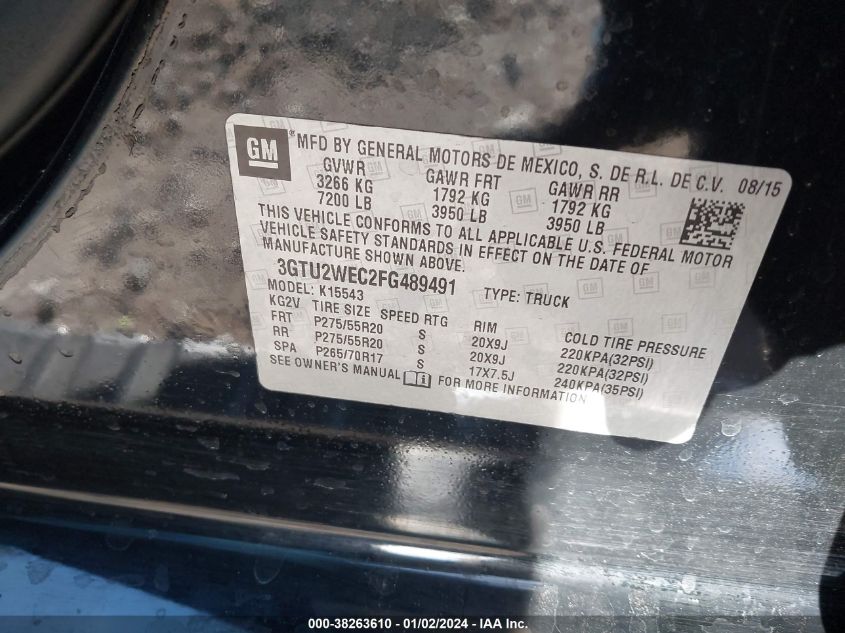 GM *MFD BY GENERAL MOTORS DE MEXICO, S. DE R.L. DE C.V. 08/15
GVWR GAWR FRT GAWR RR
3266 KG 1792 KG 1792 KG
7200 LB 3950 LB 3950 LB
THIS VEHICLE CONFORMS TO ALL APPLICABLE U.S. FEDERAL MOTOR
VEHICLE SAFETY STANDARDS IN EFFECT ON THE DATE OF
MANUFACTURE SHOWN ABOVE.
3GTU2WEC2FG489491 TYPE: TRUCK
MODEL: K15543
KG2V TIRE SIZE SPEED RTG RIM COLD TIRE PRESSURE
FRT P275/55R20 S 20X9J 220KPA(32PSI)
RR P275/55R20 S 20X9J 220KPA(32PSI)
SPA P265/70R17 S 17X7.5J 240KPA(35PSI)
SEE OWNER'S MANUAL FOR MORE INFORMATION
000-38263610 - 01/02/2024 - IAAI Inc.